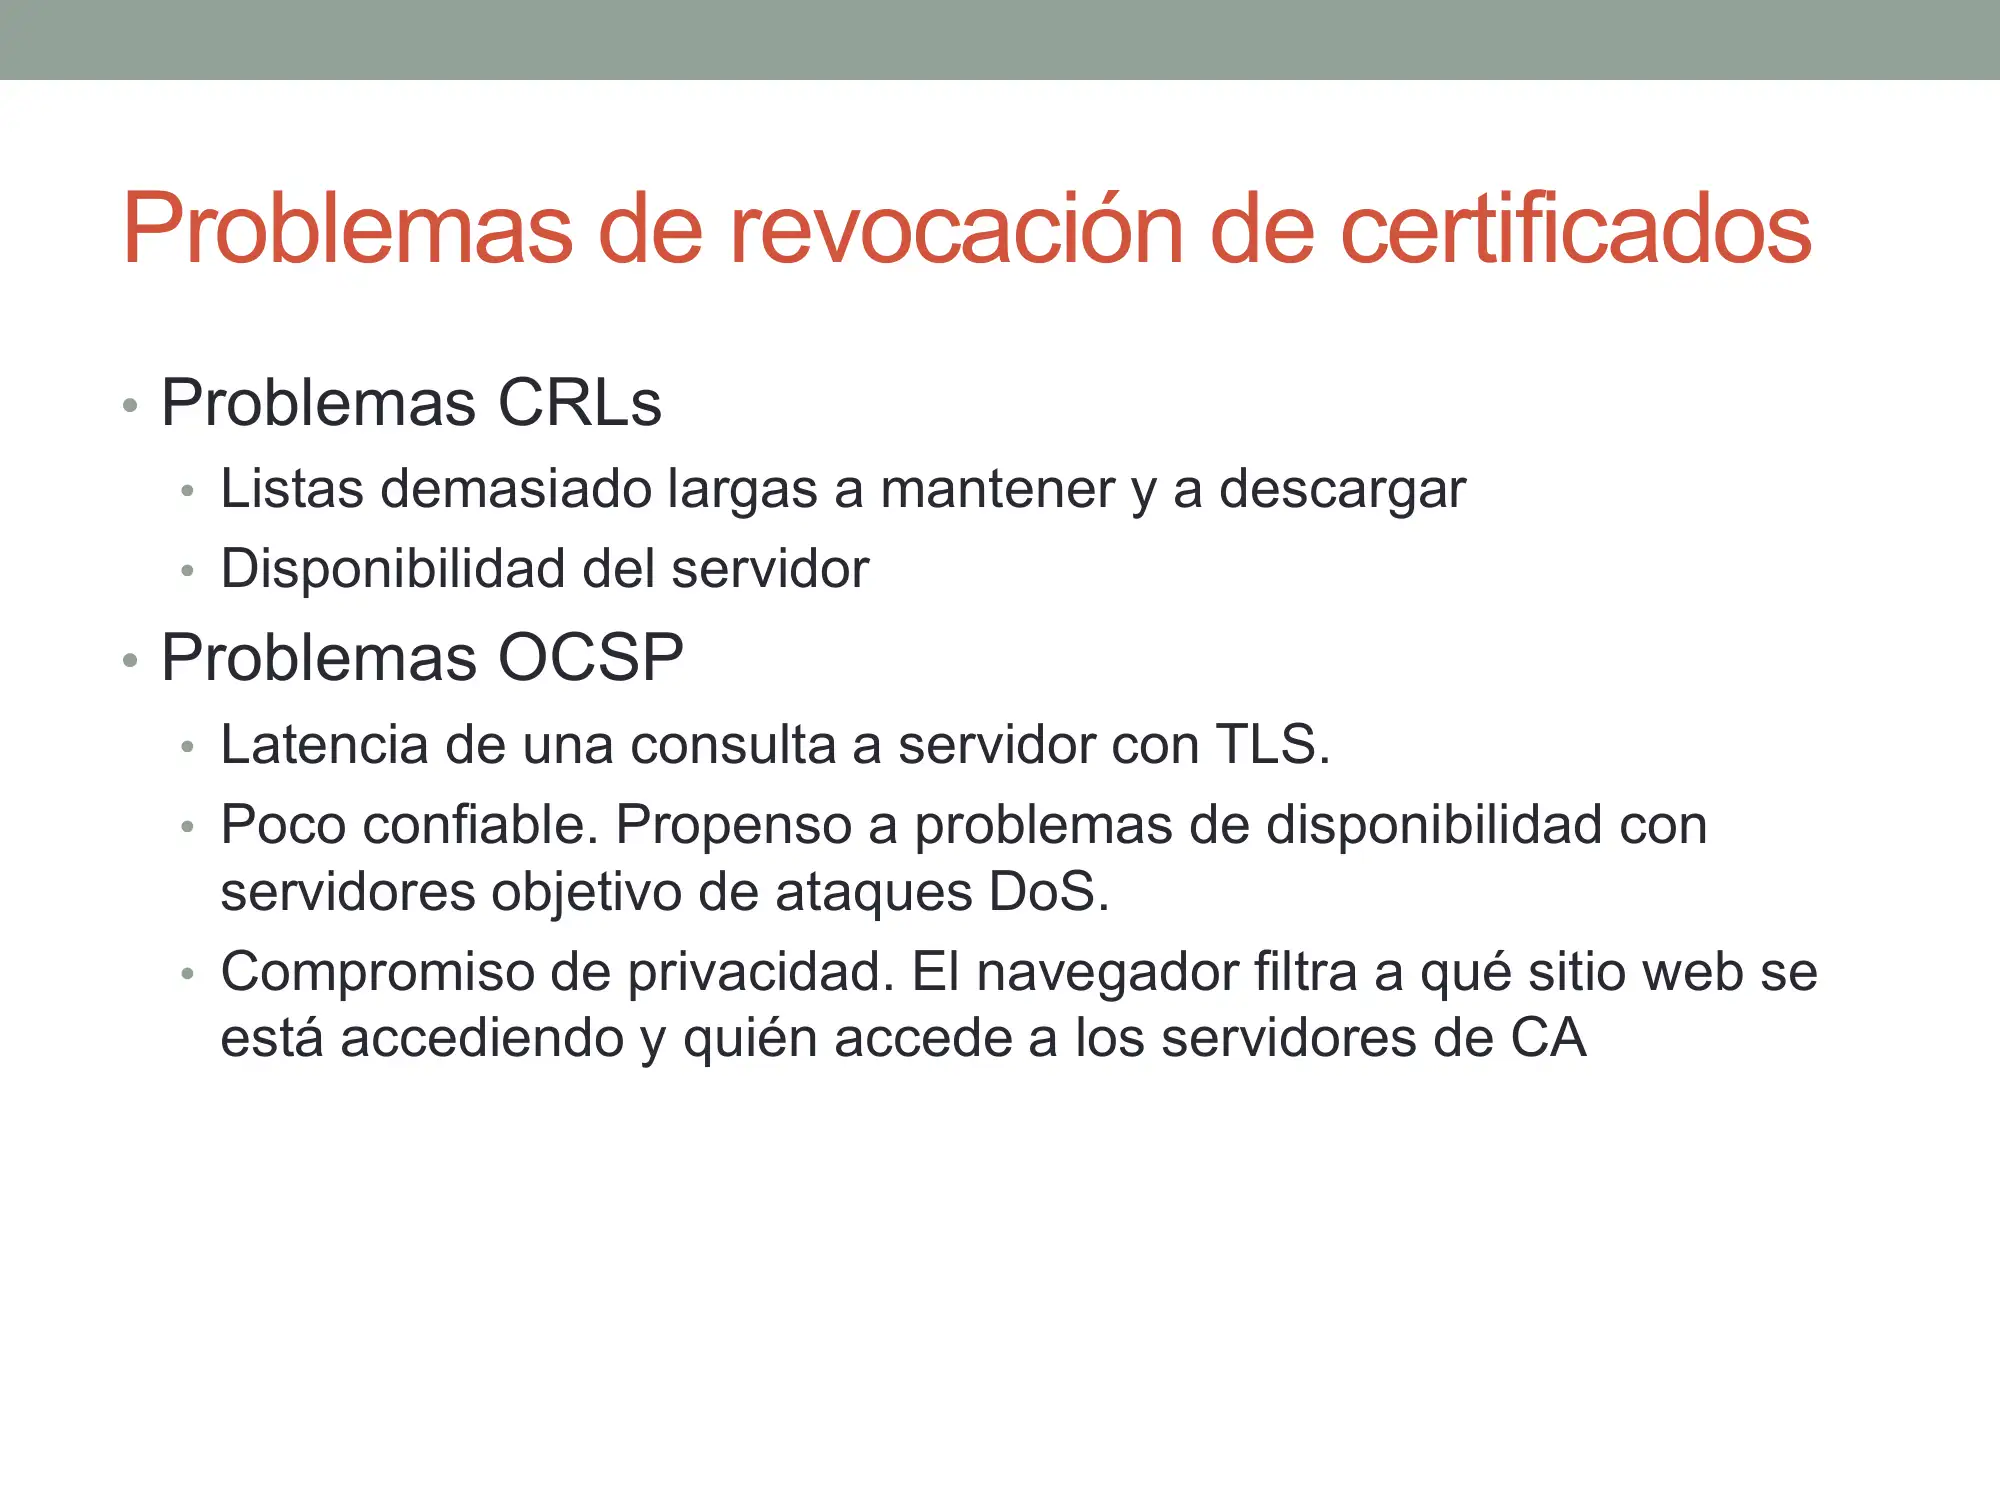 Problemas de revocación de certificados
• Problemas CRLs
• Listas demasiado largas a mantener y a descargar
• Disponibilidad del servidor
• Problemas OCSP
• Latencia de una consulta a servidor con TLS.
• Poco confiable. Propenso a problemas de disponibilidad con
servidores objetivo de ataques DoS.
• Compromiso de privacidad. El navegador filtra a qué sitio web se
está accediendo y quién accede a los servidores de CA